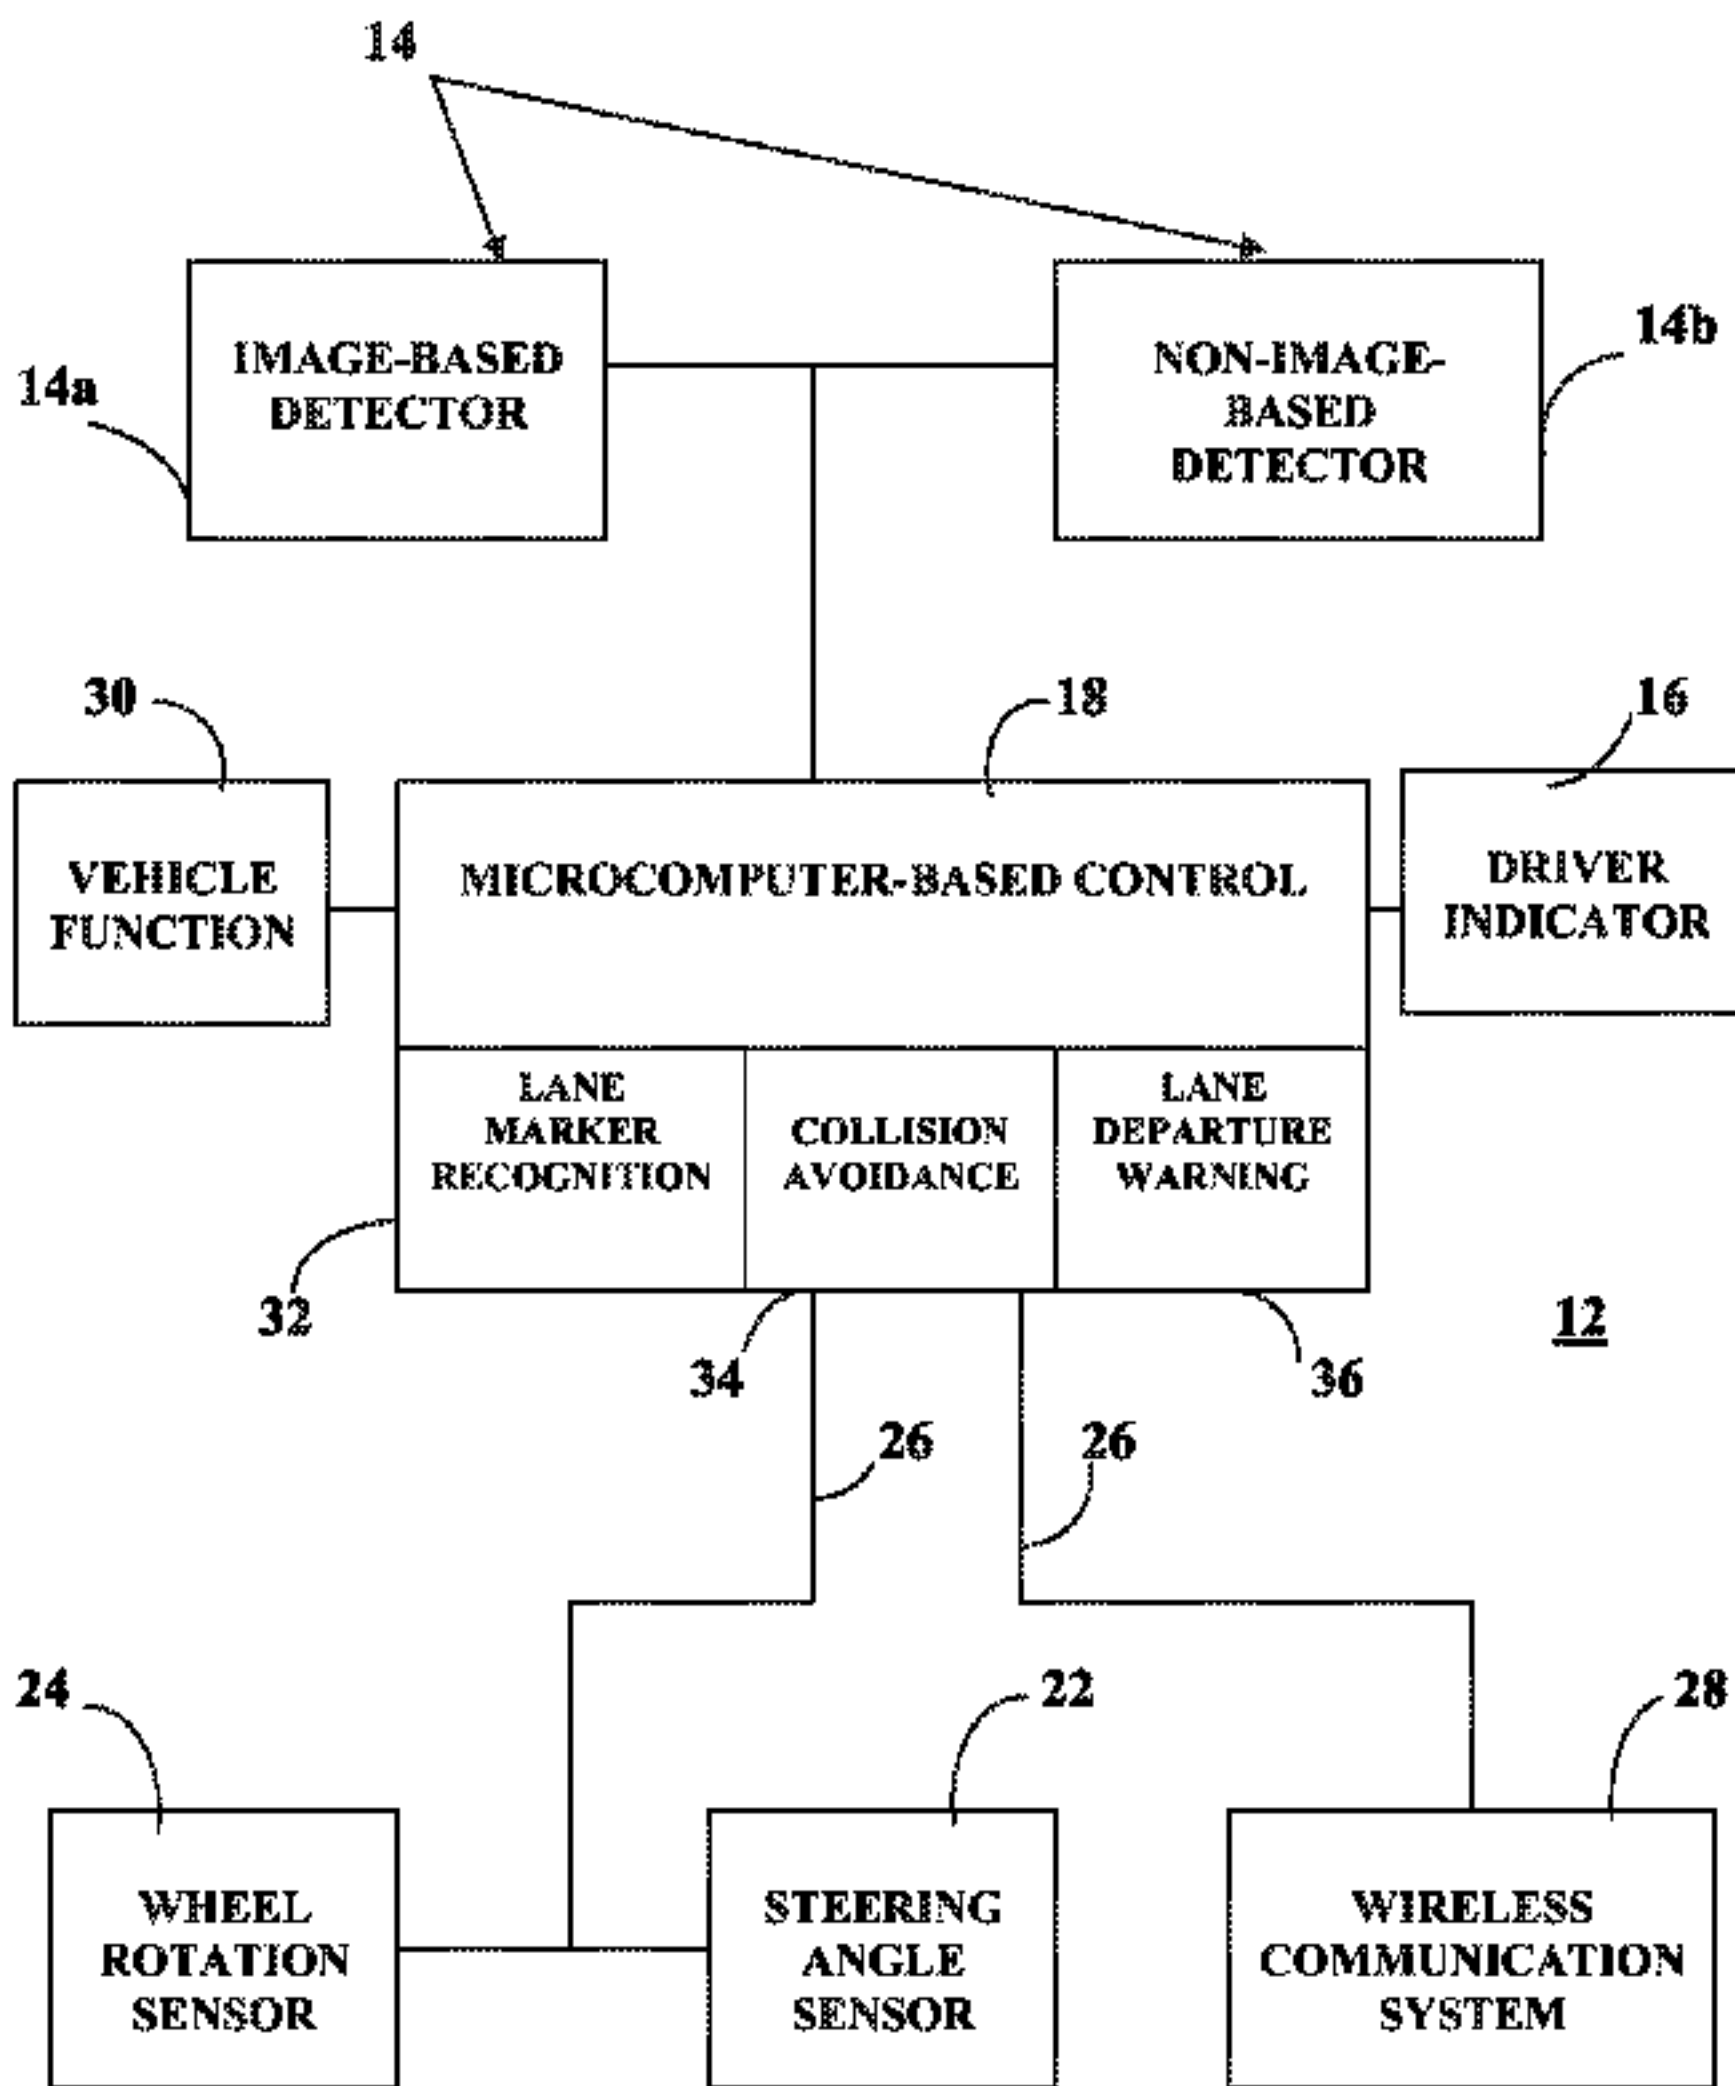 14
IMAGE-BASED
DETECTOR
14a
NON-IMAGE-
BASED
DETECTOR
14b
30
18
16
VEHICLE
FUNCTION
MICROCOMPUTER-BASED CONTROL
DRIVER
INDICATOR
LANE
MARKER
RECOGNITION
COLLISION
AVOIDANCE
LANE
DEPARTURE
WARNING
32
34
36
12
26
26
24
22
28
WHEEL
ROTATION
SENSOR
STEERING
ANGLE
SENSOR
WIRELESS
COMMUNICATION
SYSTEM